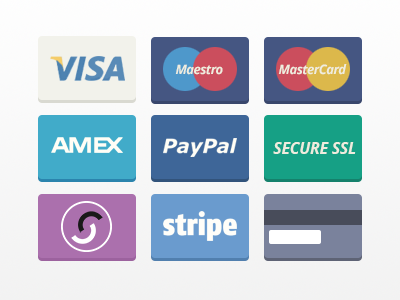 VISA
Maestro
MasterCard
AMEX
PayPal
SECURE SSL
stripe